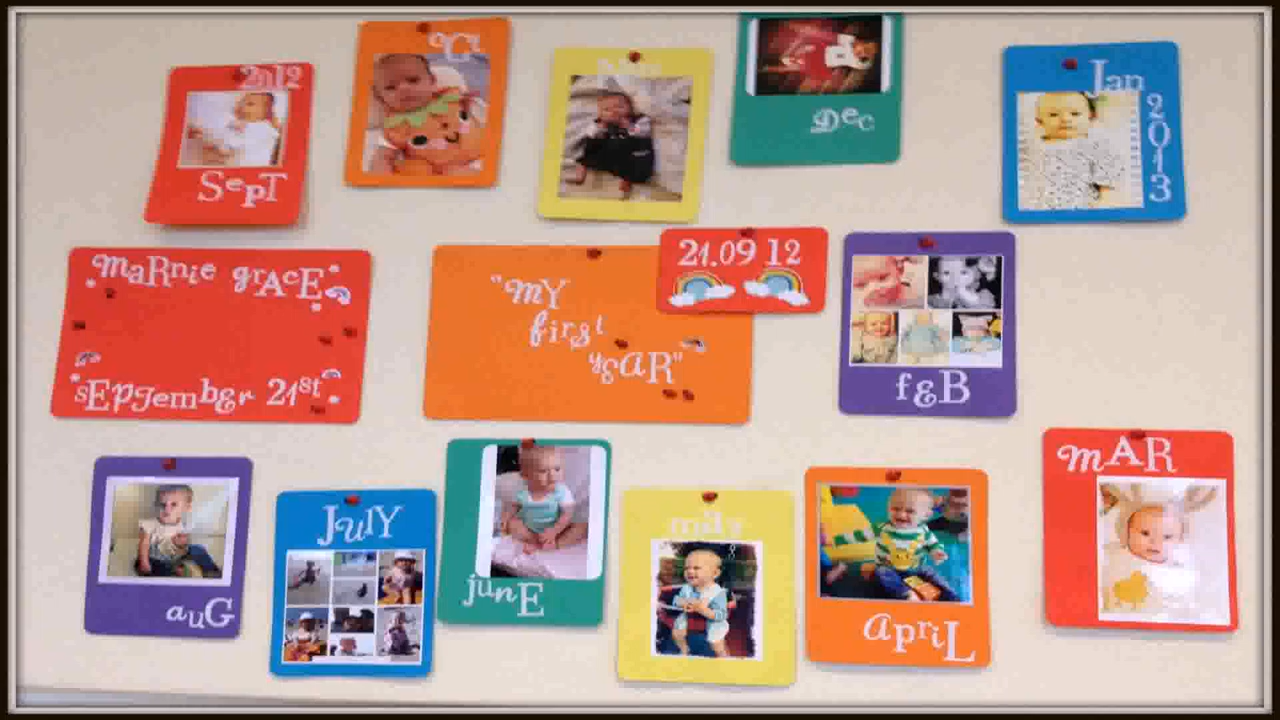 2012
Sept
Oct
Dec
Jan
2013
marnie grace
september 21st
"my
first
year"
21.09 12
feb
mar
april
may
june
july
aug